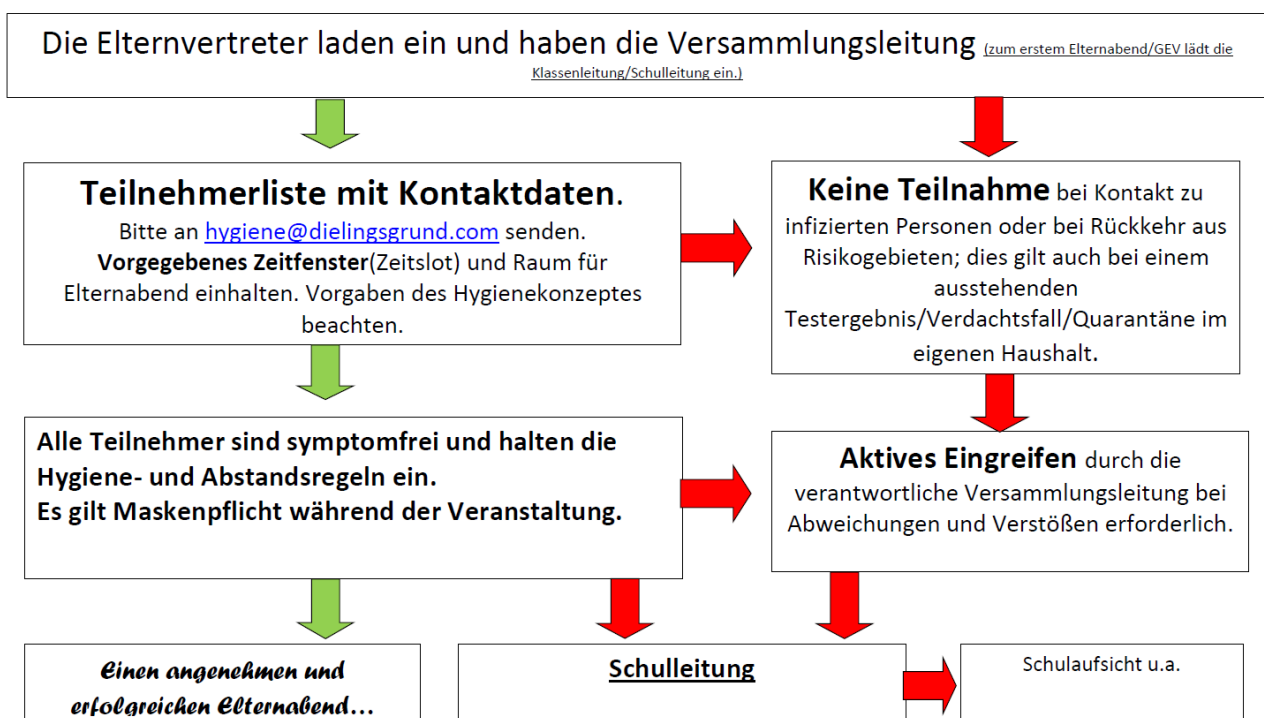 Die Elternvertreter laden ein und haben die Versammlungsleitung (zum erstem Elternabend/GEV lädt die
Klassenleitung/Schulleitung ein.)
Teilnehmerliste mit Kontaktdaten.
Bitte an hygiene@dielingsgrund.com senden.
Vorgegebenes Zeitfenster(Zeitslot) und Raum für
Elternabend einhalten. Vorgaben des Hygienekonzeptes
beachten.
Keine Teilnahme bei Kontakt zu
infizierten Personen oder bei Rückkehr aus
Risikogebieten; dies gilt auch bei einem
ausstehenden
Testergebnis/Verdachtsfall/Quarantäne im
eigenen Haushalt.
Alle Teilnehmer sind symptomfrei und halten die
Hygiene- und Abstandsregeln ein.
Es gilt Maskenpflicht während der Veranstaltung.
Aktives Eingreifen durch die
verantwortliche Versammlungsleitung bei
Abweichungen und Verstößen erforderlich.
Einen angenehmen und
erfolgreichen Elternabend...
Schulleitung
Schulaufsicht u.a.